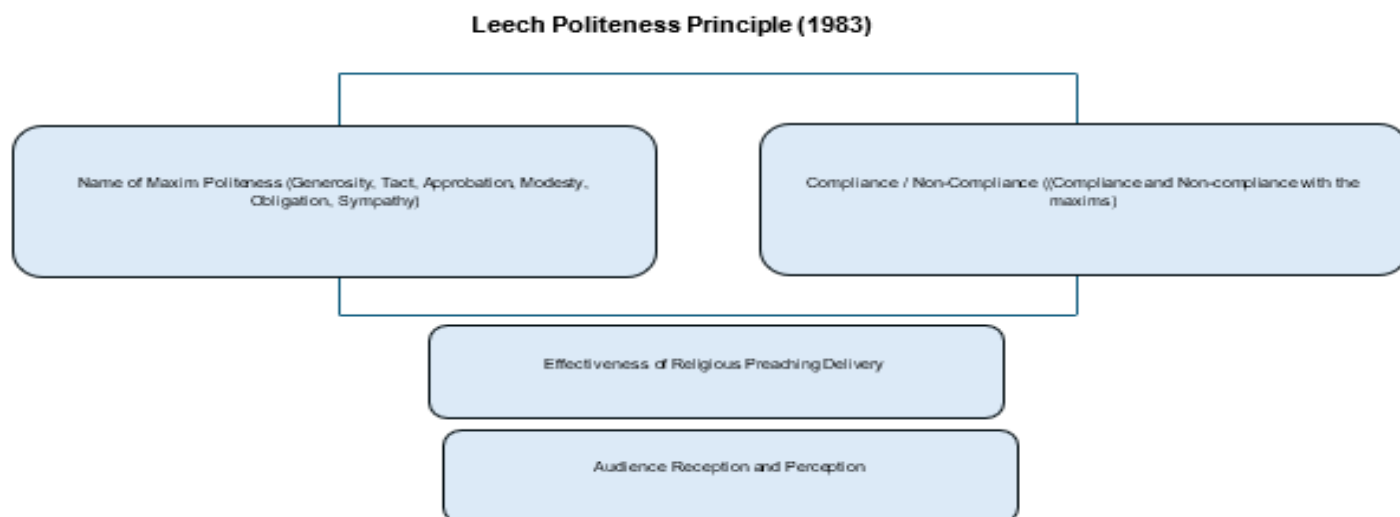 Leech Politeness Principle (1983)
Name of Maxim Politeness (Generosity, Tact, Approbation, Modesty,
Obligation, Sympathy)
Compliance / Non-Compliance ((Compliance and Non-compliance with the
maxims)
Effectiveness of Religious Preaching Delivery
Audience Reception and Perception